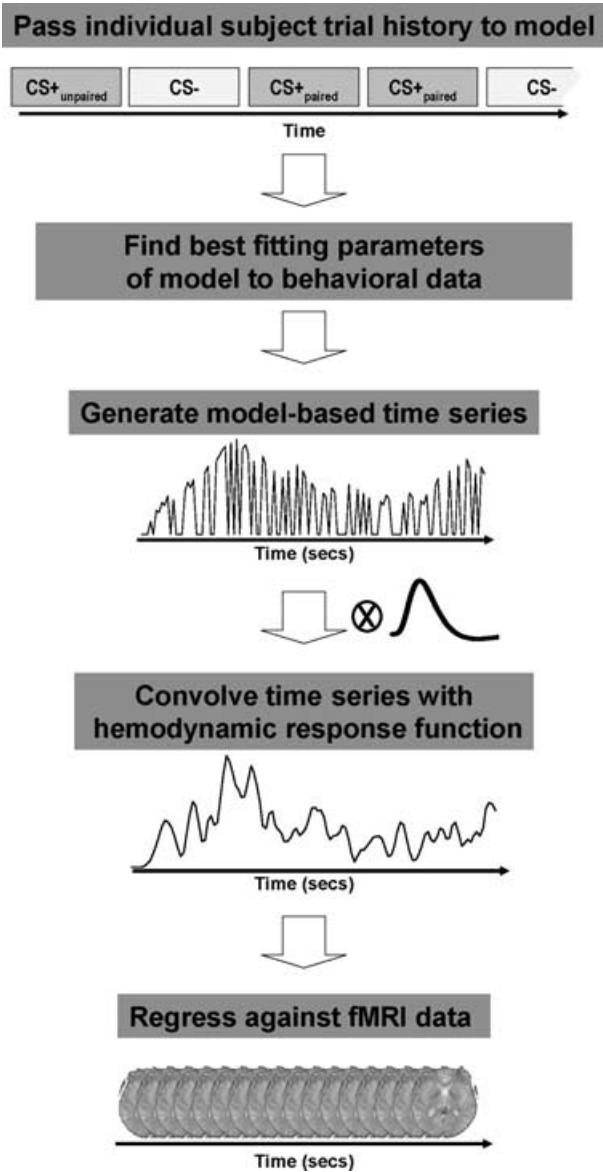 Pass individual subject trial history to model
CS+unpaired CS- CS+paired CS+paired CS-
Time
Find best fitting parameters
of model to behavioral data
Generate model-based time series
Time (secs)
Convolve time series with
hemodynamic response function
Time (secs)
Regress against fMRI data
Time (secs)